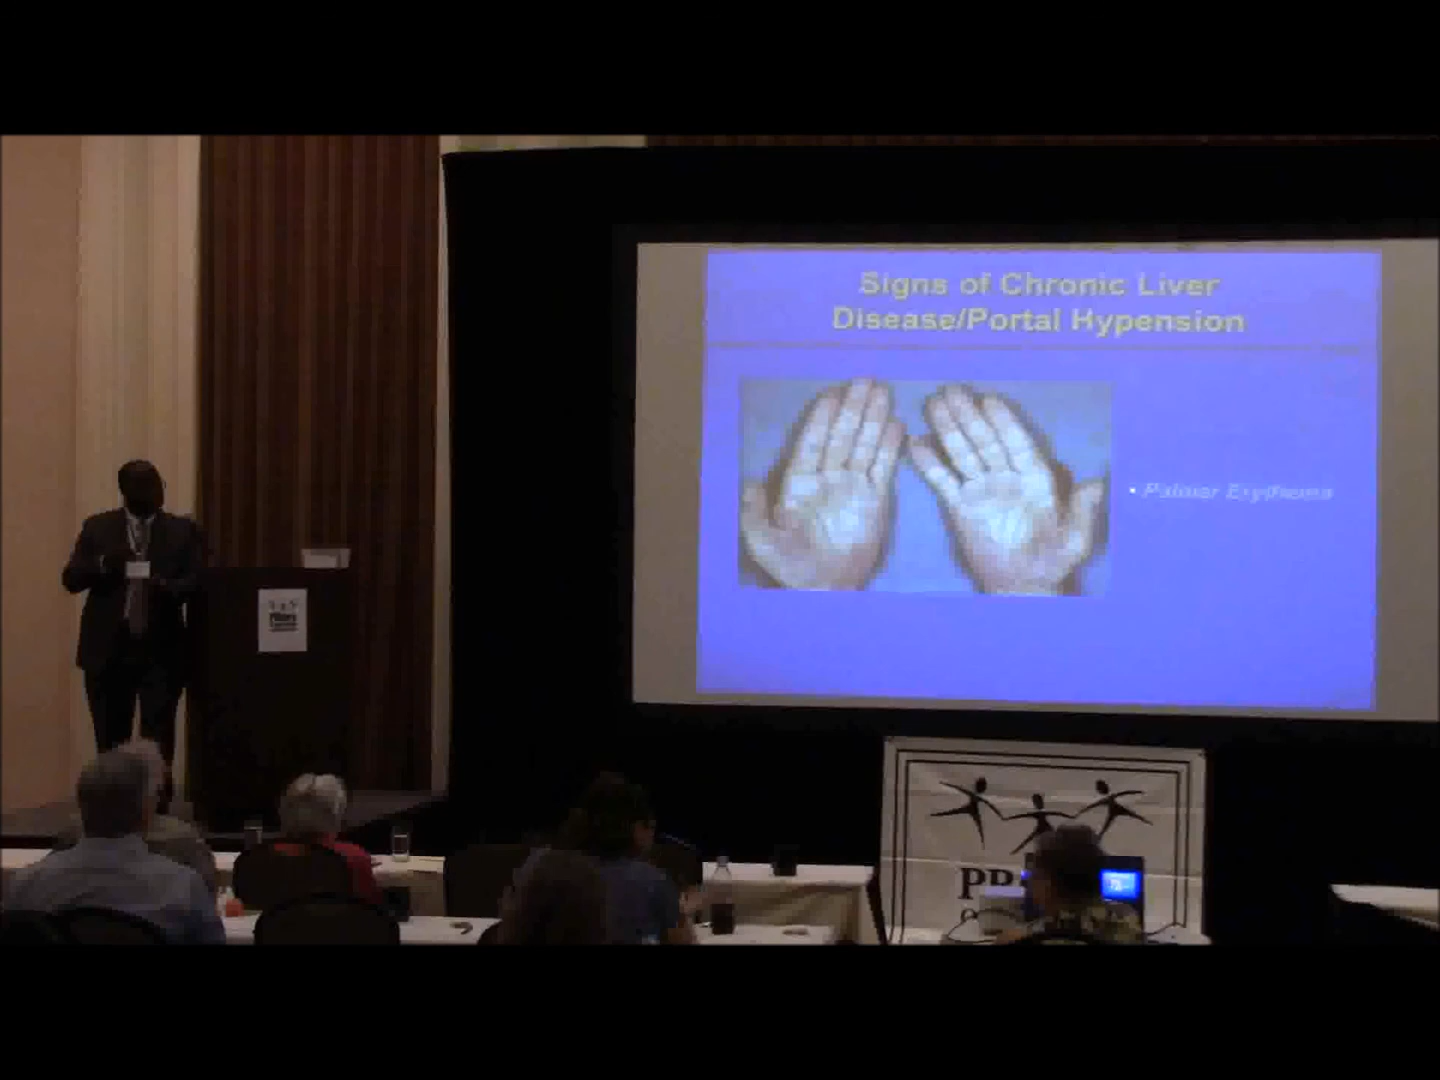 Signs of Chronic Liver
Disease/Portal Hypension
• Palmar Erythema